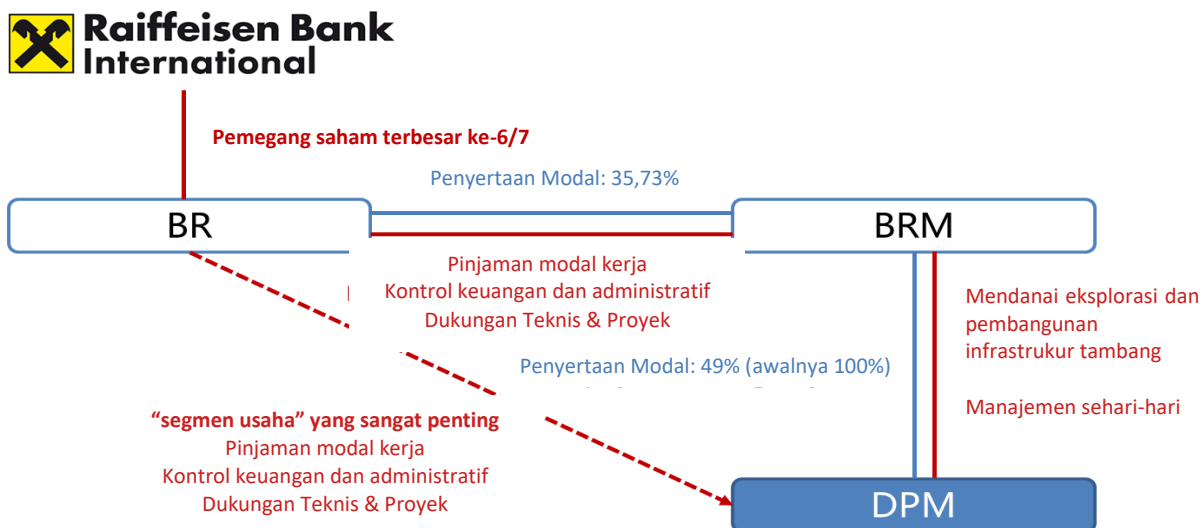 Raiffeisen Bank
International
Pemegang saham terbesar ke-6/7
Penyertaan Modal: 35,73%
BR
BRM
Pinjaman modal kerja
Kontrol keuangan dan administratif
Dukungan Teknis & Proyek
Mendanai eksplorasi dan
pembangunan
infrastrukur tambang
Manajemen sehari-hari
Penyertaan Modal: 49% (awalnya 100%)
“segmen usaha” yang sangat penting
Pinjaman modal kerja
Kontrol keuangan dan administratif
Dukungan Teknis & Proyek
DPM